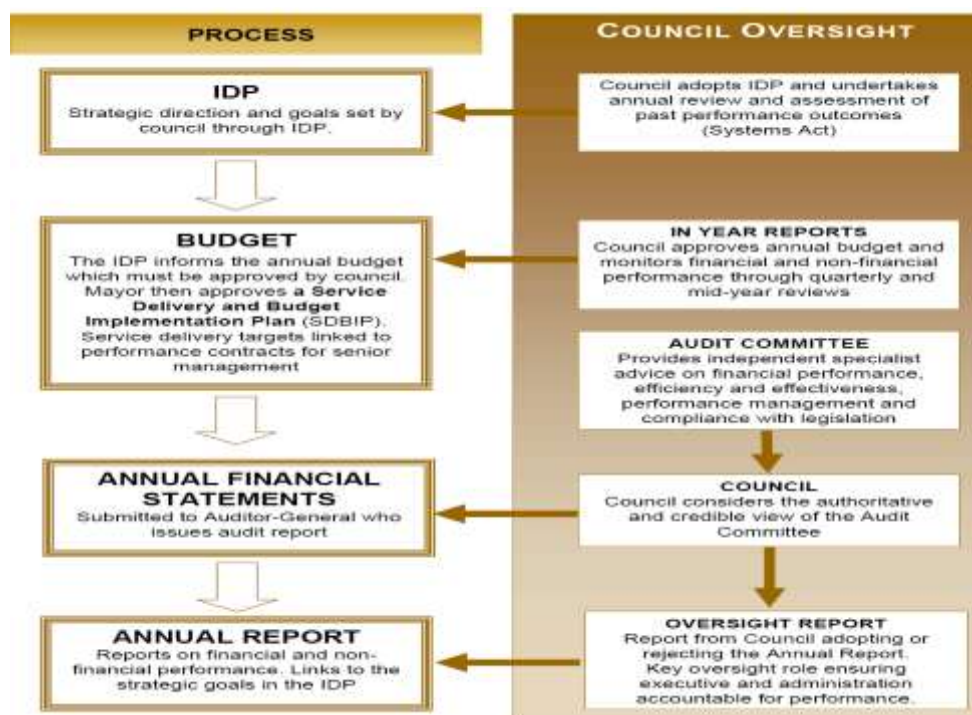 PROCESS
IDP
Strategic direction and goals set by
council through IDP.
BUDGET
The IDP informs the annual budget
which must be approved by council.
Mayor then approves a Service
Delivery and Budget
Implementation Plan (SDBIP).
Service delivery targets linked to
performance contracts for senior
management
ANNUAL FINANCIAL
STATEMENTS
Submitted to Auditor-General who
issues audit report
ANNUAL REPORT
Reports on financial and non-
financial performance. Links to the
strategic goals in the IDP
COUNCIL OVERSIGHT
Council adopts IDP and undertakes
annual review and assessment of
past performance outcomes
(Systems Act)
IN YEAR REPORTS
Council approves annual budget and
monitors financial and non-financial
performance through quarterly and
mid-year reviews
AUDIT COMMITTEE
Provides independent specialist
advice on financial performance,
efficiency and effectiveness,
performance management and
compliance with legislation
COUNCIL
Council considers the authoritative
and credible view of the Audit
Committee
OVERSIGHT REPORT
Report from Council adopting or
rejecting the Annual Report.
Key oversight role ensuring
executive and administration
accountable for performance.